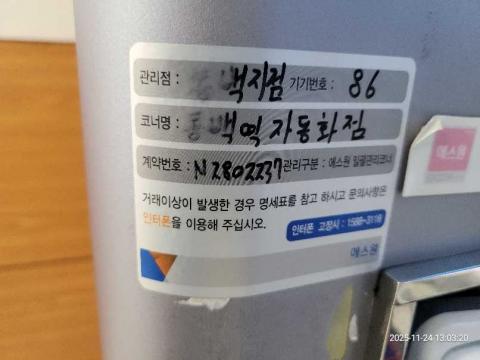 관리점 : 동백지점 기기번호 : 86
코너명 : 동백역 자동화점
계약번호 : N2802237 관리구분 : 에스원 일괄관리코너
거래이상이 발생한 경우 명세표를 참고 하시고 문의사항은
인터폰을 이용해 주십시오.
인터폰 고장시 : 1588-3119
에스원
에스원
2025-11-24 13:03:20